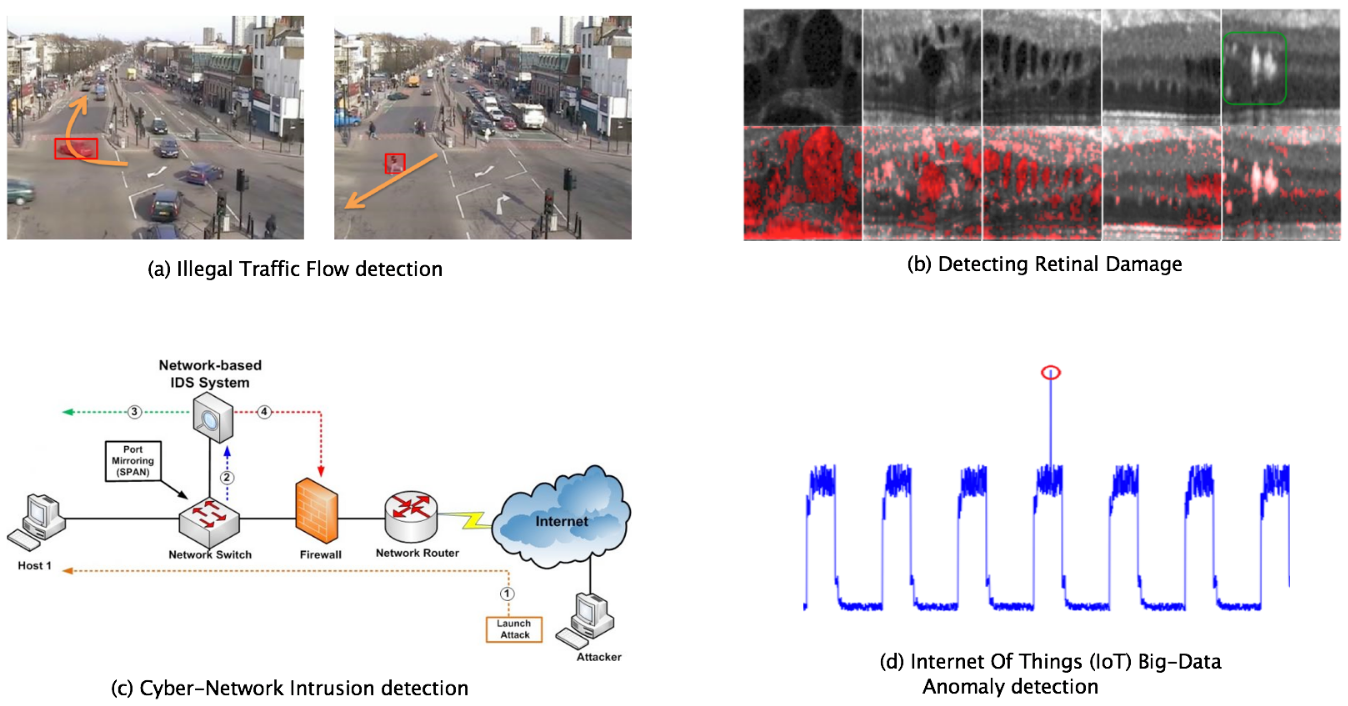 (a) Illegal Traffic Flow detection
(b) Detecting Retinal Damage
Network-based
IDS System
3
4
Port
Mirroring
(SPAN)
2
Internet
Network Switch
Firewall
Network Router
Host 1
1
Launch
Attack
Attacker
(c) Cyber-Network Intrusion detection
(d) Internet Of Things (IoT) Big-Data
Anomaly detection